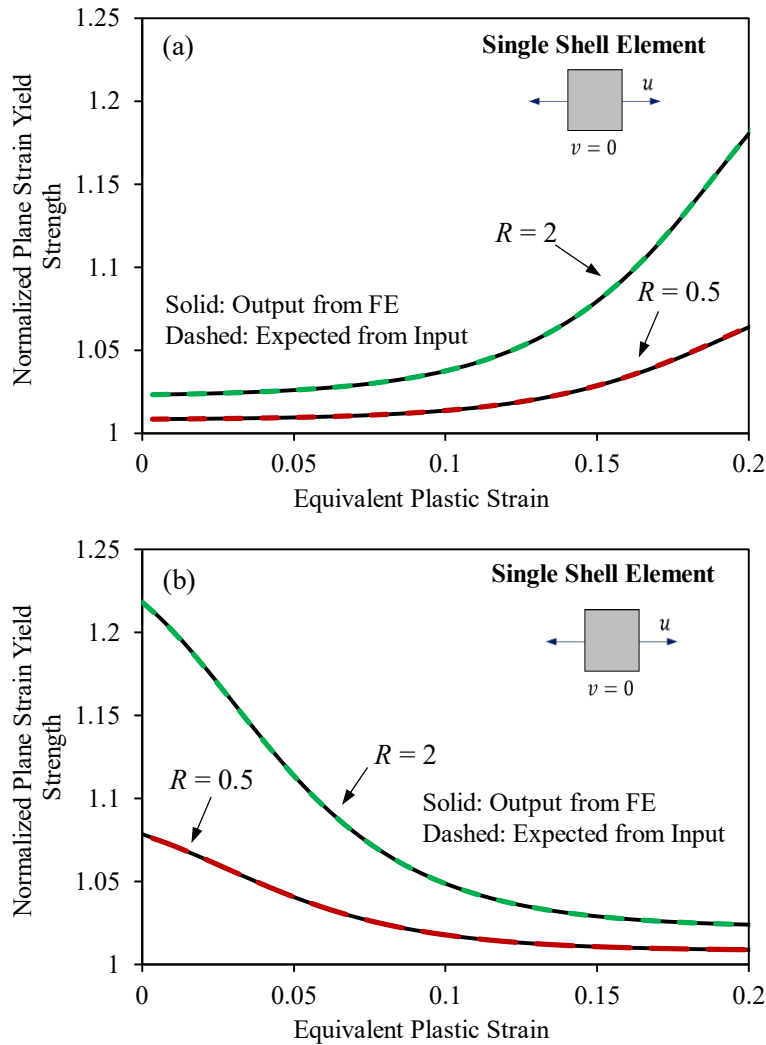 (a)
Single Shell Element
u
v = 0
R = 2
R = 0.5
Solid: Output from FE
Dashed: Expected from Input
Normalized Plane Strain Yield
Strength
1.25
1.2
1.15
1.1
1.05
1
0
0.05
0.1
0.15
0.2
Equivalent Plastic Strain
(b)
Single Shell Element
u
v = 0
R = 2
R = 0.5
Solid: Output from FE
Dashed: Expected from Input
Normalized Plane Strain Yield
Strength
1.25
1.2
1.15
1.1
1.05
1
0
0.05
0.1
0.15
0.2
Equivalent Plastic Strain